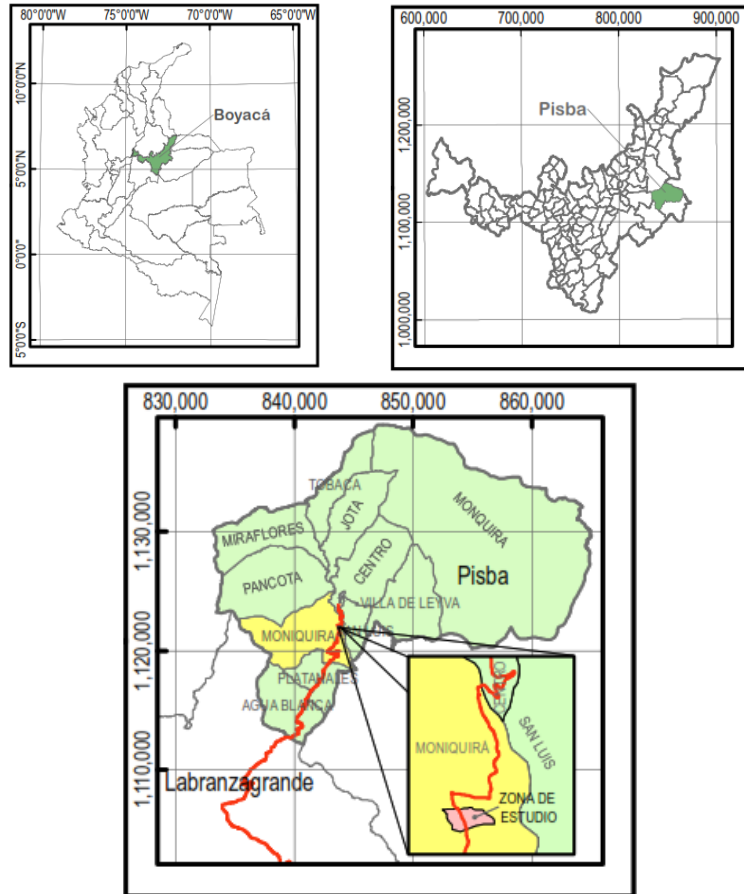 80°0'0"W 75°0'0"W 70°0'0"W 65°0'0"W
10°0'0"N
5°0'0"N
0°0'0"
5°0'0"S
Boyacá
600,000 700,000 800,000 900,000
1,200,000
1,100,000
1,000,000
Pisba
830,000 840,000 850,000 860,000
1,130,000
1,120,000
1,110,000
TOBACA
JOTA
MONQUIRA
MIRAFLORES
CENTRO
Pisba
PANCOTA
VILLA DE LEYVA
MONIQUIRA
LUIS
PLATANALES
AGUA BLANCA
Labranzagrande
SAN LUIS
MONIQUIRÁ
ZONA DE
ESTUDIO